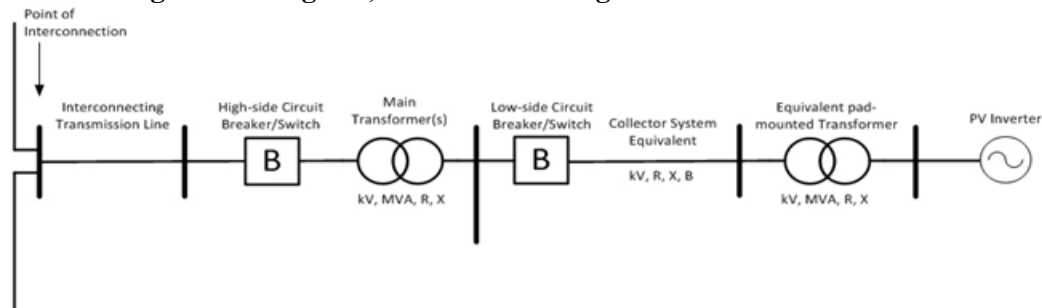 Point of
Interconnection
Interconnecting
Transmission Line
High-side Circuit
Breaker/Switch
B
Main
Transformer(s)
kV, MVA, R, X
Low-side Circuit
Breaker/Switch
B
Collector System
Equivalent
kV, R, X, B
Equivalent pad-
mounted Transformer
kV, MVA, R, X
PV Inverter